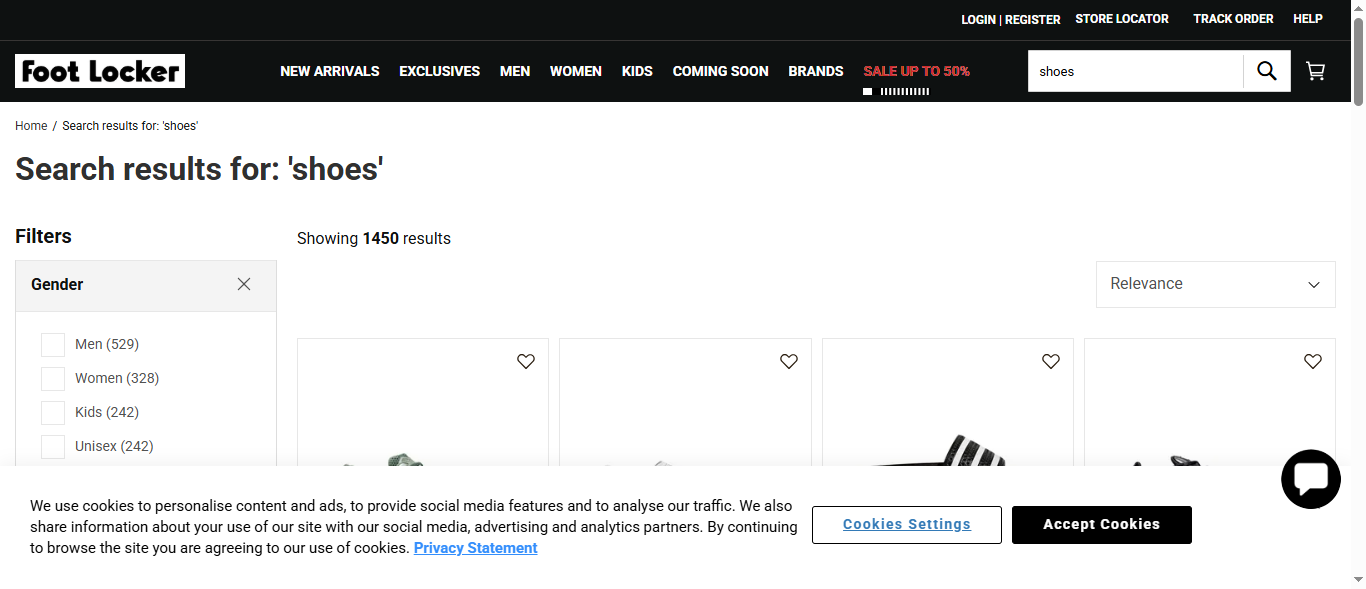 LOGIN | REGISTER STORE LOCATOR TRACK ORDER HELP
Foot Locker NEW ARRIVALS EXCLUSIVES MEN WOMEN KIDS COMING SOON BRANDS SALE UP TO 50% shoes
Home / Search results for: 'shoes'
Search results for: 'shoes'
Filters
Showing 1450 results
Gender
Relevance
Men (529)
Women (328)
Kids (242)
Unisex (242)
We use cookies to personalise content and ads, to provide social media features and to analyse our traffic. We also
share information about your use of our site with our social media, advertising and analytics partners. By continuing
to browse the site you are agreeing to our use of cookies. Privacy Statement
Cookies Settings
Accept Cookies